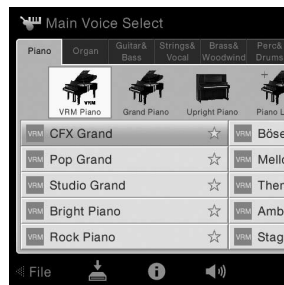 Main Voice Select
Piano Organ Guitar& Bass Strings& Vocal Brass& Woodwind Perc& Drums
VRM
VRM Piano Grand Piano Upright Piano Piano L
VRM CFX Grand VRM Böse
VRM Pop Grand VRM Mello
VRM Studio Grand VRM Ther
VRM Bright Piano VRM Amb
VRM Rock Piano VRM Stag
File